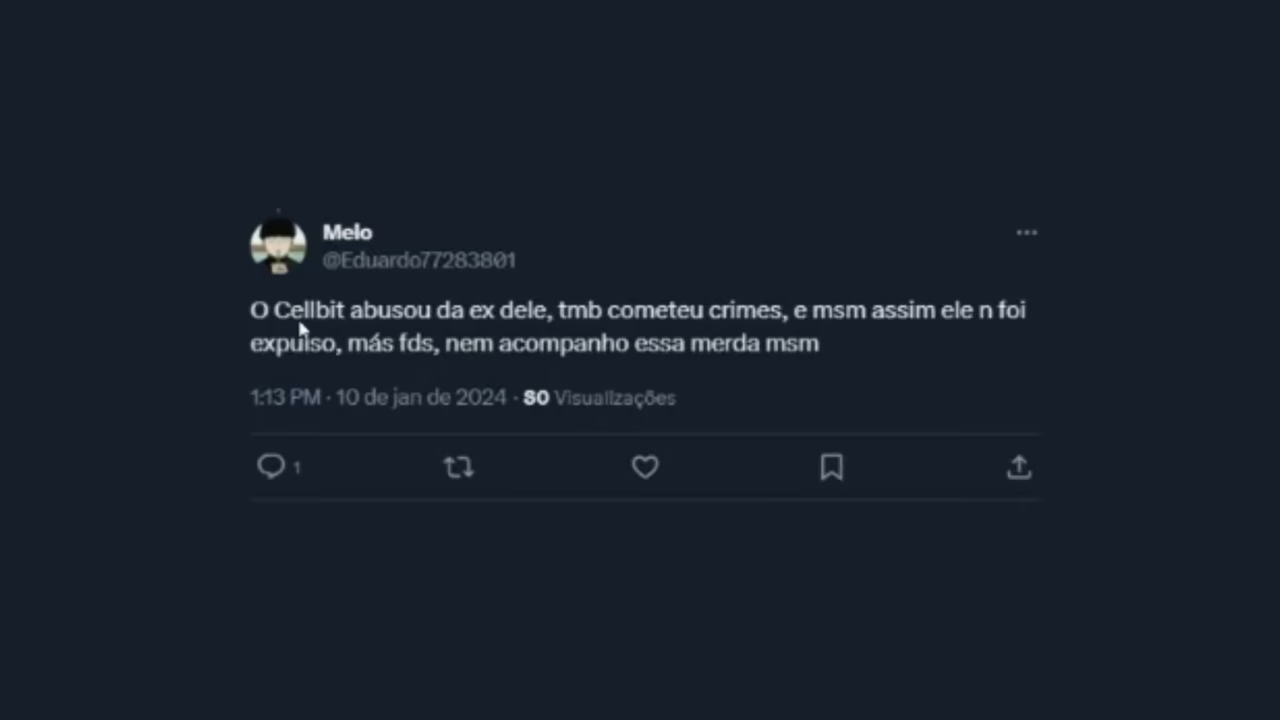 Melo
@Eduardo77283801
O Cellbit abusou da ex dele, tmb cometeu crimes, e msm assim ele n foi
expulso, más fds, nem acompanho essa merda msm
1:13 PM · 10 de jan de 2024 · 80 Visualizações
1